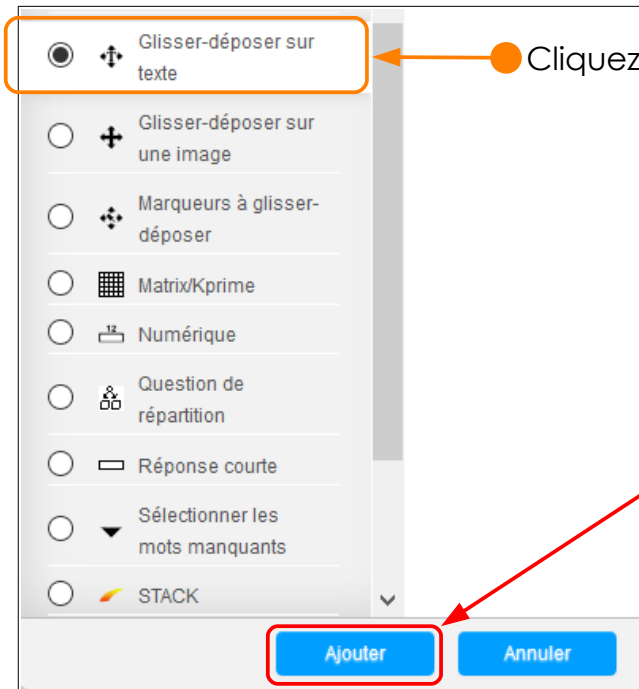 Glisser-déposer sur
texte
Cliquez
Glisser-déposer sur
une image
Marqueurs à glisser-
déposer
Matrix/Kprime
12
Numérique
Question de
répartition
Réponse courte
Sélectionner les
mots manquants
STACK
Ajouter
Annuler